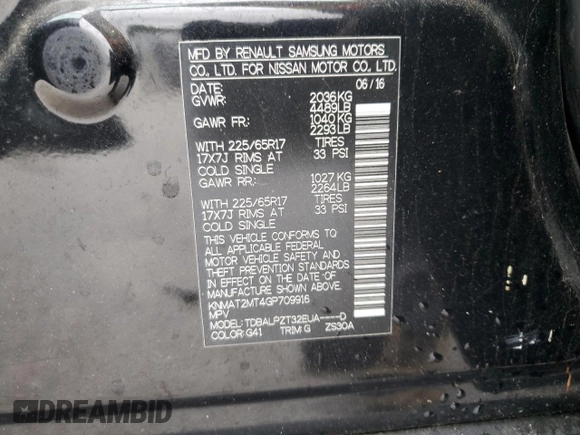 MFD BY RENAULT SAMSUNG MOTORS
CO., LTD. FOR NISSAN MOTOR CO., LTD.
DATE: 06/16
GVWR: 2036KG
4489LB
GAWR FR.: 1040KG
2293LB
WITH 225/65R17 TIRES
17X7J RIMS AT 33 PSI
COLD SINGLE
GAWR RR.: 1027 KG
2264LB
WITH 225/65R17 TIRES
17X7J RIMS AT 33 PSI
COLD SINGLE
THIS VEHICLE CONFORMS TO
ALL APPLICABLE FEDERAL
MOTOR VEHICLE SAFETY AND
THEFT PREVENTION STANDARDS
IN EFFECT ON THE DATE OF
MANUFACTURE SHOWN ABOVE.
KNMAT2MT4GP709916
MPV
MODEL:TDBALPZT32EUA----D
COLOR:G41 TRIM:G ZS30A
DREAMBID